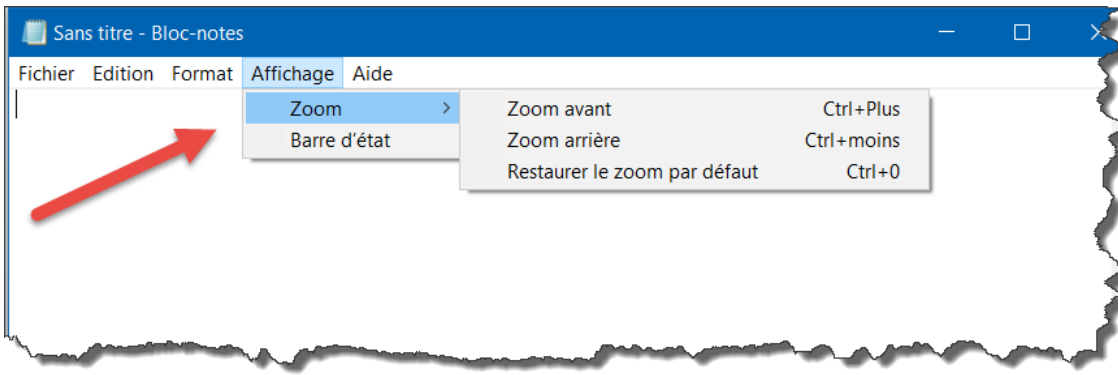 Sans titre - Bloc-notes
Fichier Edition Format Affichage Aide
Zoom > Zoom avant Ctrl+Plus
Barre d'état Zoom arrière Ctrl+moins
Restaurer le zoom par défaut Ctrl+0